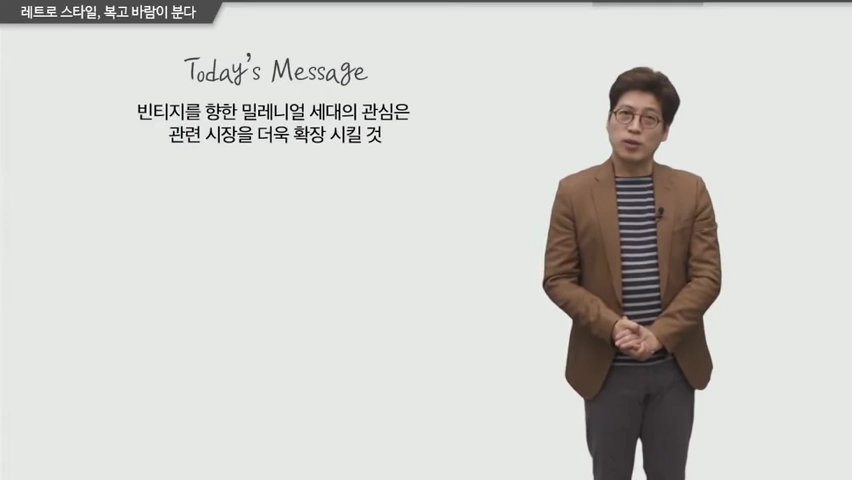 레트로 스타일, 복고 바람이 분다
Today's Message
빈티지를 향한 밀레니얼 세대의 관심은
관련 시장을 더욱 확장 시킬 것